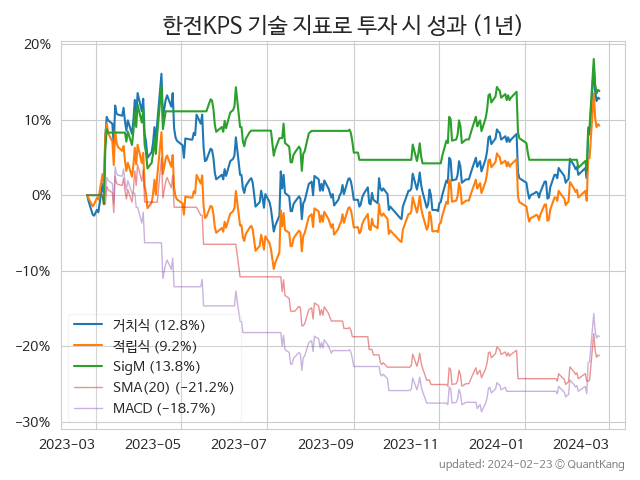 한전KPS 기술 지표로 투자 시 성과 (1년)
20%
10%
0%
−10%
−20%
−30%
거치식 (12.8%)
적립식 (9.2%)
SigM (13.8%)
SMA(20) (−21.2%)
MACD (−18.7%)
2023-03 2023-05 2023-07 2023-09 2023-11 2024-01 2024-03
updated: 2024-02-23 ⓒ QuantKang